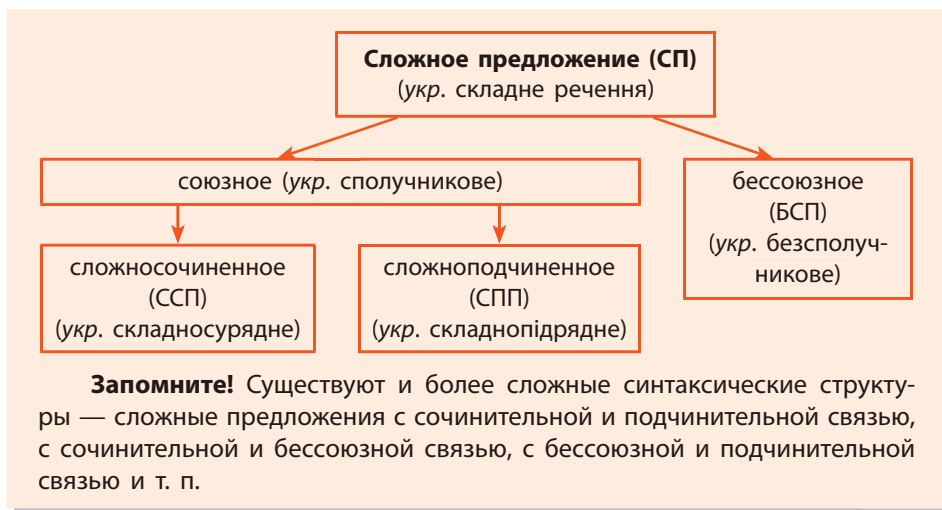 Сложное предложение (СП)
(укр. складне речення)
союзное (укр. сполучникове)
бессоюзное
(БСП)
(укр. безсполуч-
никове)
сложносочиненное
(ССП)
(укр. складносурядне)
сложноподчиненное
(СПП)
(укр. складнопідрядне)
Запомните! Существуют и более сложные синтаксические структу-
ры — сложные предложения с сочинительной и подчинительной связью,
с сочинительной и бессоюзной связью, с бессоюзной и подчинительной
связью и т. п.